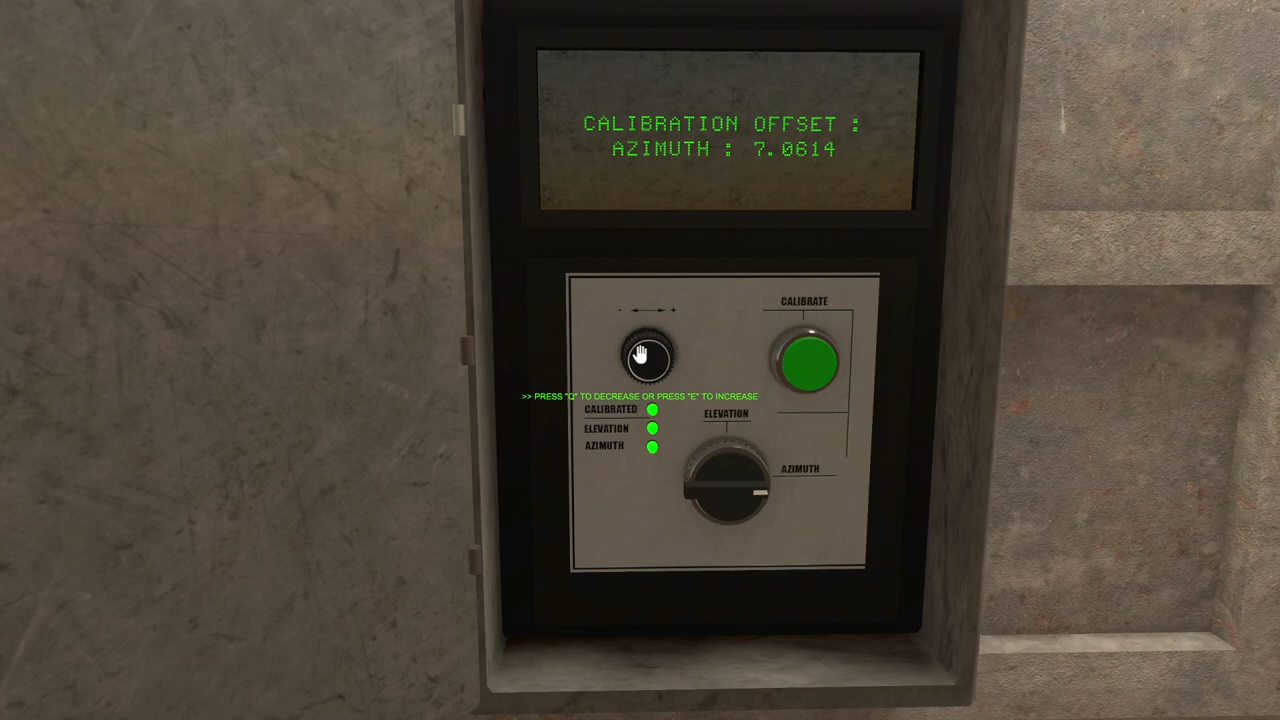 CALIBRATION OFFSET :
AZIMUTH : 7.0614
- +
CALIBRATE
>> PRESS "Q" TO DECREASE OR PRESS "E" TO INCREASE
CALIBRATED
ELEVATION
ELEVATION
AZIMUTH
AZIMUTH